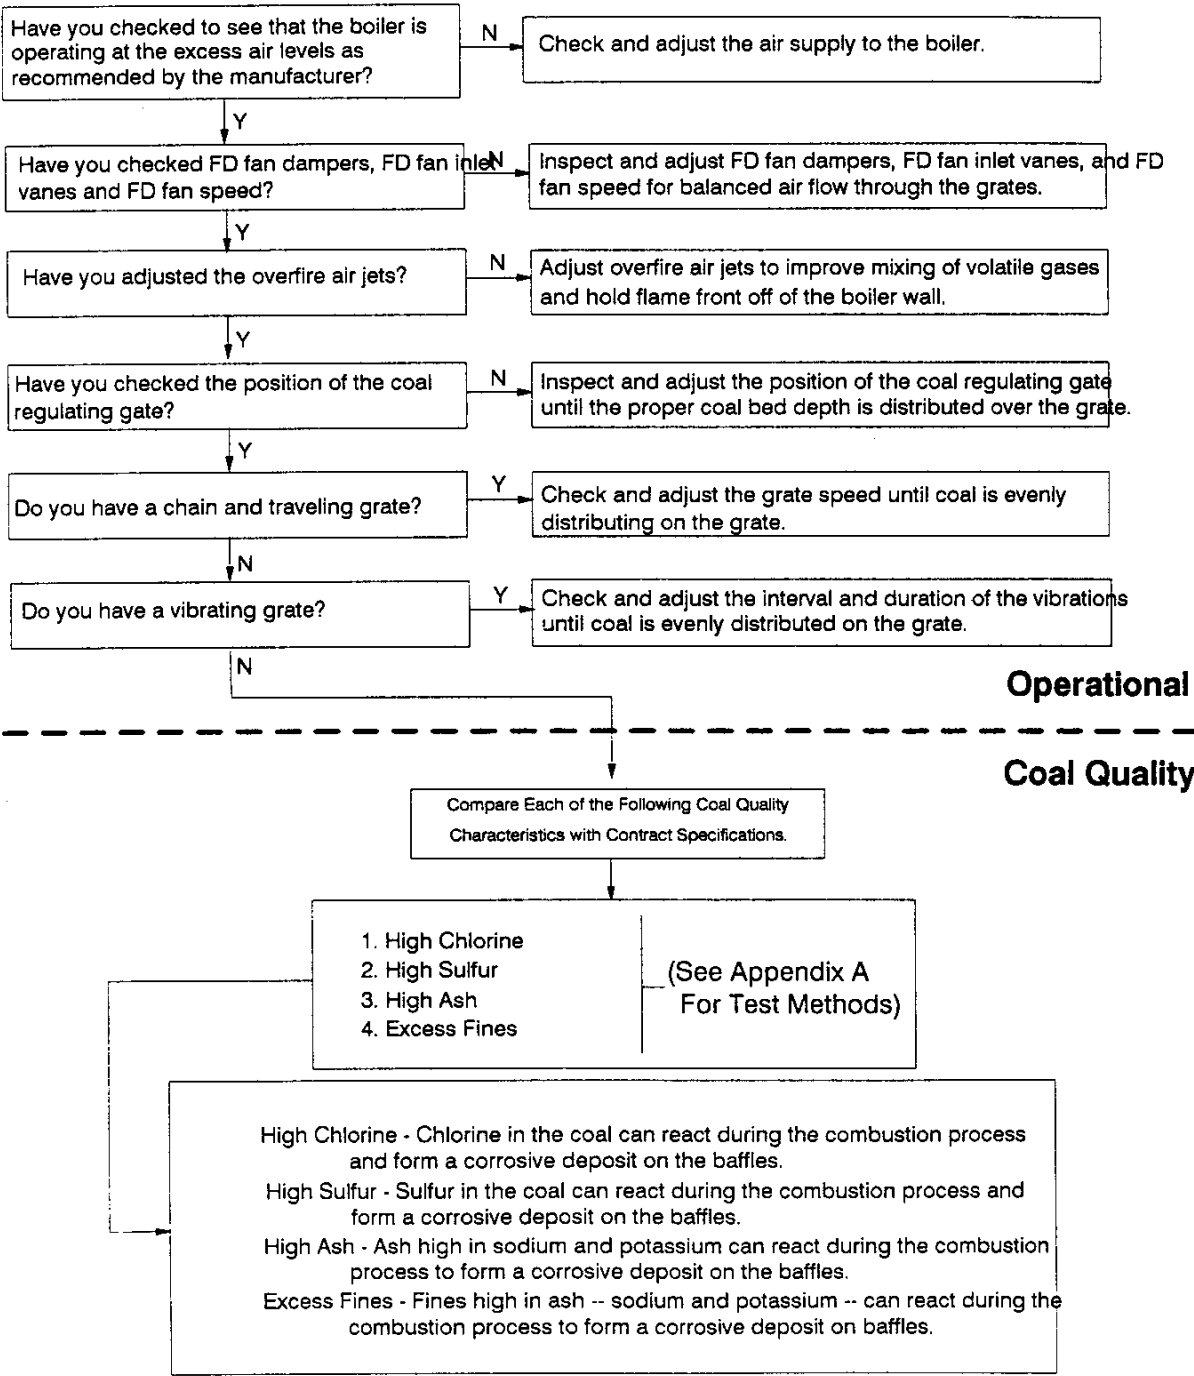 Have you checked to see that the boiler is
operating at the excess air levels as
recommended by the manufacturer?
N
Check and adjust the air supply to the boiler.
Y
Have you checked FD fan dampers, FD fan inlet
vanes and FD fan speed?
N
Inspect and adjust FD fan dampers, FD fan inlet vanes, and FD
fan speed for balanced air flow through the grates.
Y
Have you adjusted the overfire air jets?
N
Adjust overfire air jets to improve mixing of volatile gases
and hold flame front off of the boiler wall.
Y
Have you checked the position of the coal
regulating gate?
N
Inspect and adjust the position of the coal regulating gate
until the proper coal bed depth is distributed over the grate.
Y
Do you have a chain and traveling grate?
Y
Check and adjust the grate speed until coal is evenly
distributing on the grate.
N
Do you have a vibrating grate?
Y
Check and adjust the interval and duration of the vibrations
until coal is evenly distributed on the grate.
N
Operational
Coal Quality
Compare Each of the Following Coal Quality
Characteristics with Contract Specifications.
1. High Chlorine
2. High Sulfur
3. High Ash
4. Excess Fines
(See Appendix A
For Test Methods)
High Chlorine - Chlorine in the coal can react during the combustion process
and form a corrosive deposit on the baffles.
High Sulfur - Sulfur in the coal can react during the combustion process and
form a corrosive deposit on the baffles.
High Ash - Ash high in sodium and potassium can react during the combustion
process to form a corrosive deposit on the baffles.
Excess Fines - Fines high in ash -- sodium and potassium -- can react during the
combustion process to form a corrosive deposit on baffles.